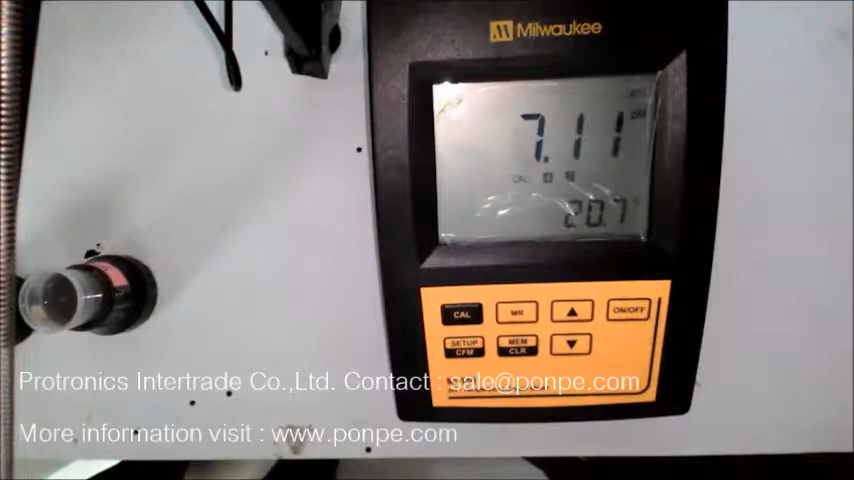 Milwaukee
7.11
CAL
20.7
CAL
MR
ON/OFF
SETUP
CFM
MEM
CLR
Protronics Intertrade Co.,Ltd. Contact : sale@ponpe.com
More information visit : www.ponpe.com